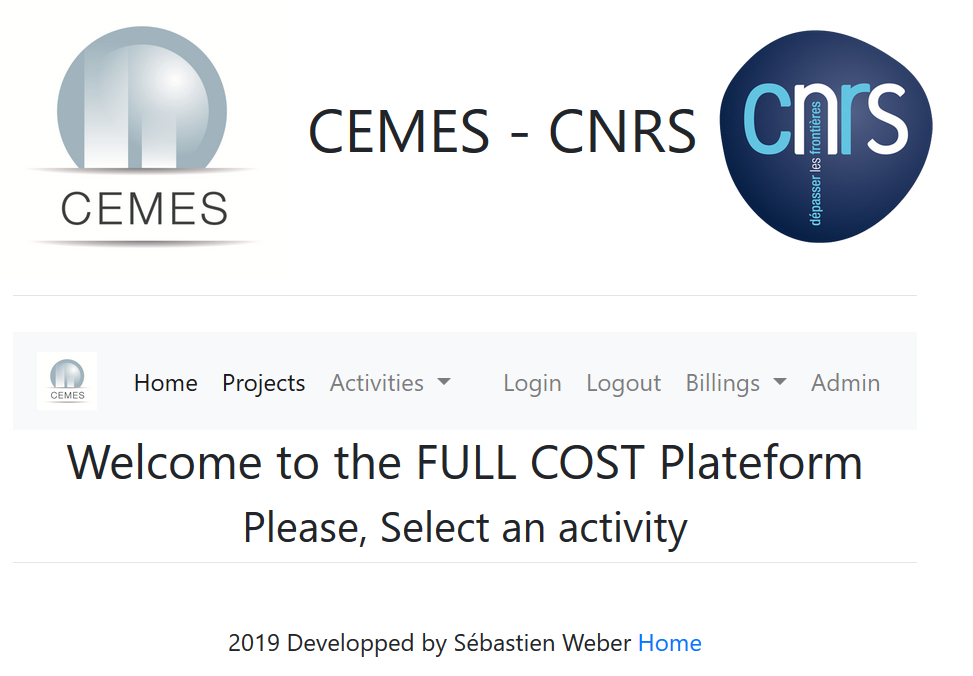 CEMES
CEMES - CNRS
cnrs
dépasser les frontières
CEMES
Home Projects Activities Login Logout Billings Admin
Welcome to the FULL COST Plateform
Please, Select an activity
2019 Developped by Sébastien Weber Home